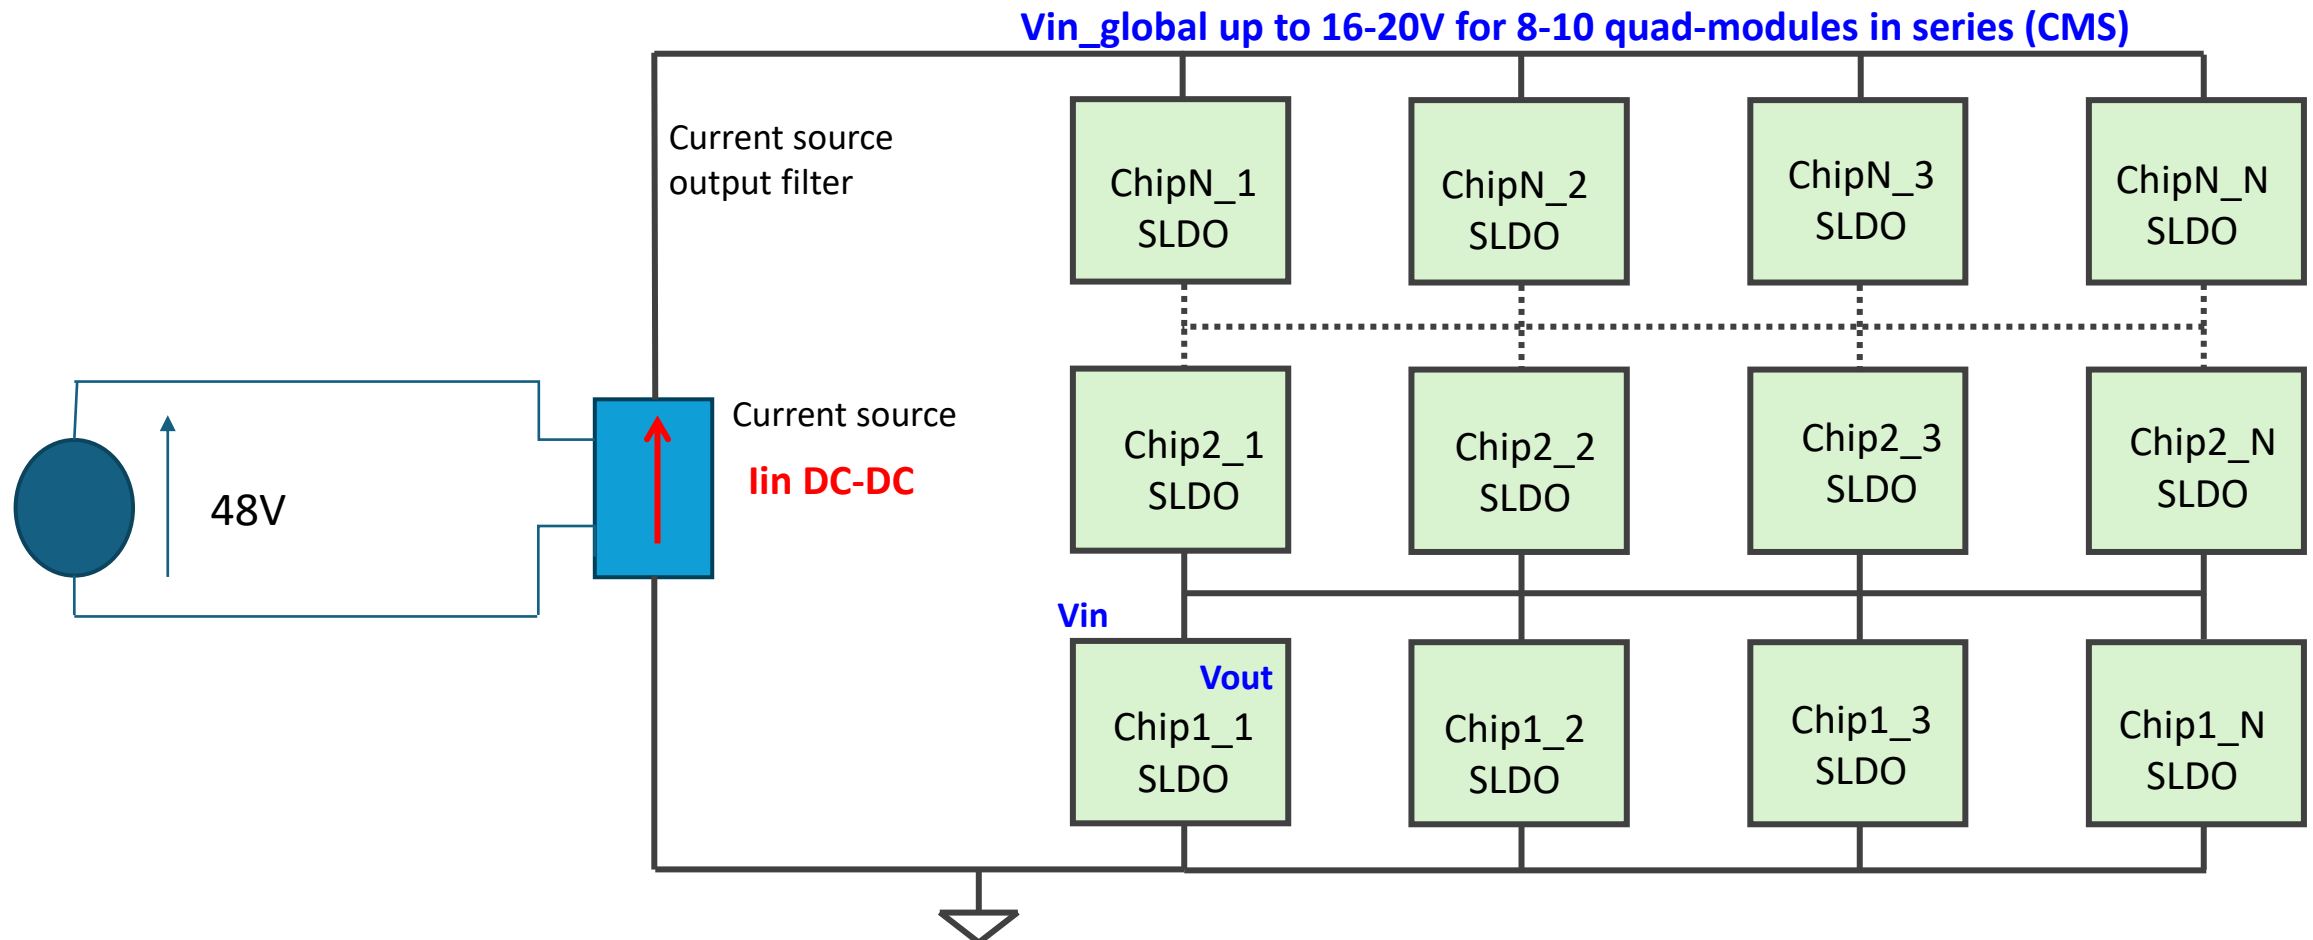 Vin_global up to 16-20V for 8-10 quad-modules in series (CMS)
Current source
output filter
ChipN_1
SLDO
ChipN_2
SLDO
ChipN_3
SLDO
ChipN_N
SLDO
48V
Current source
Iin DC-DC
Chip2_1
SLDO
Chip2_2
SLDO
Chip2_3
SLDO
Chip2_N
SLDO
Vin
Vout
Chip1_1
SLDO
Chip1_2
SLDO
Chip1_3
SLDO
Chip1_N
SLDO